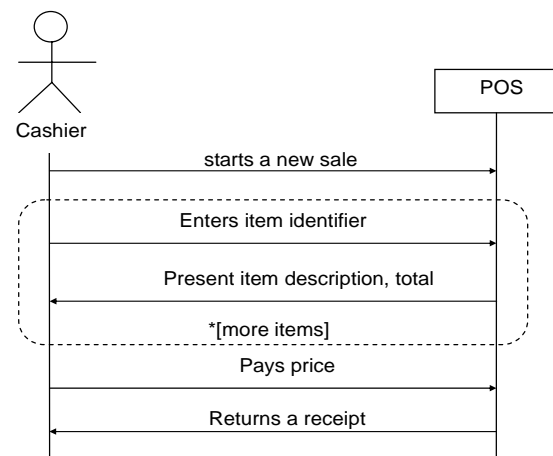 POS
Cashier
starts a new sale
Enters item identifier
Present item description, total
*[more items]
Pays price
Returns a receipt